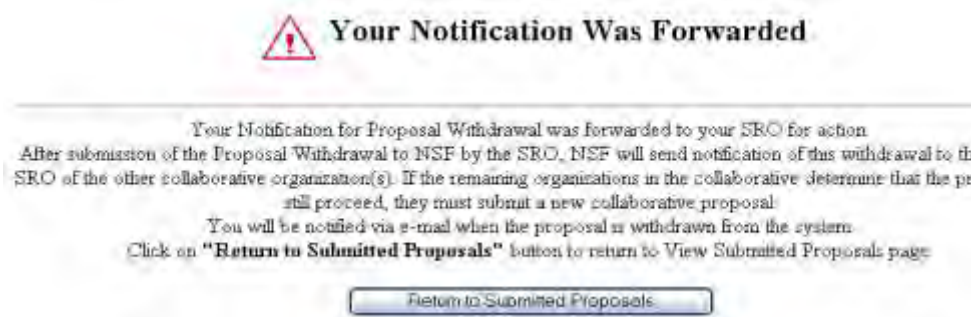 Your Notification Was Forwarded
Your Notification for Proposal Withdrawal was forwarded to your SRO for action
After submission of the Proposal Withdrawal to NSF by the SRO, NSF will send notification of this withdrawal to
SRO of the other collaborative organization(s). If the remaining organizations in the collaborative determine that the
still proceed, they must submit a new collaborative proposal
You will be notified via e-mail when the proposal is withdrawn from the system
Click on "Return to Submitted Proposals" button to return to View Submitted Proposals page
Return to Submitted Proposals